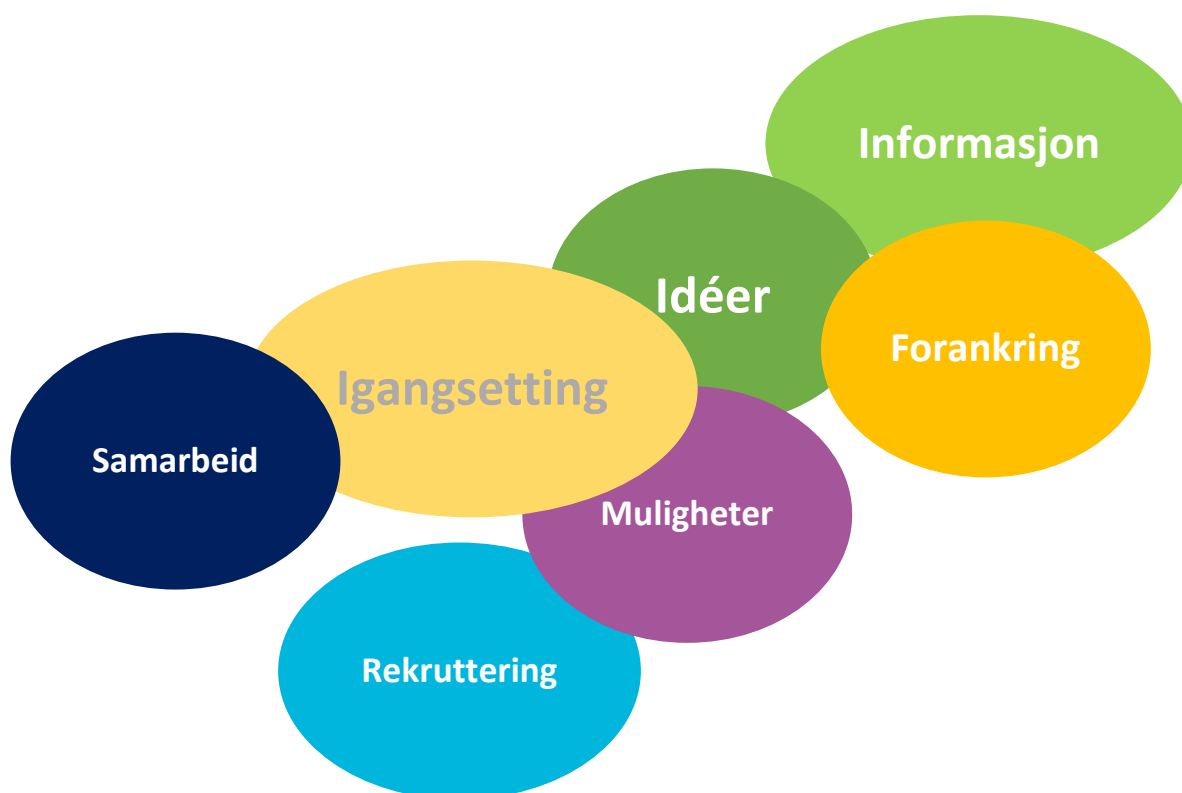 Informasjon
Idéer
Forankring
Igangsetting
Samarbeid
Muligheter
Rekruttering